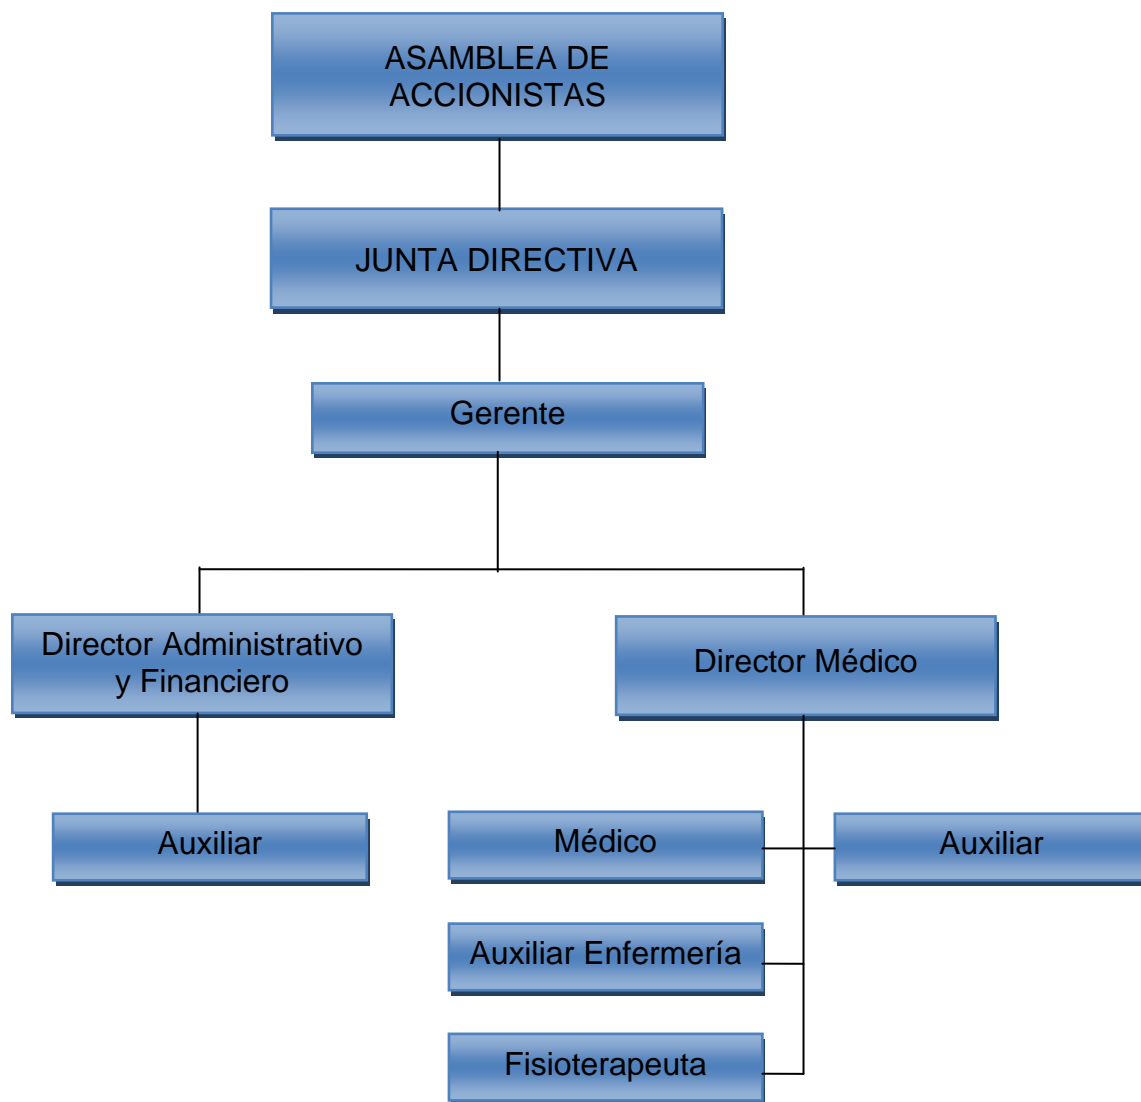 ASAMBLEA DE
ACCIONISTAS
JUNTA DIRECTIVA
Gerente
Director Administrativo
y Financiero
Director Médico
Auxiliar
Médico
Auxiliar
Auxiliar Enfermería
Fisioterapeuta